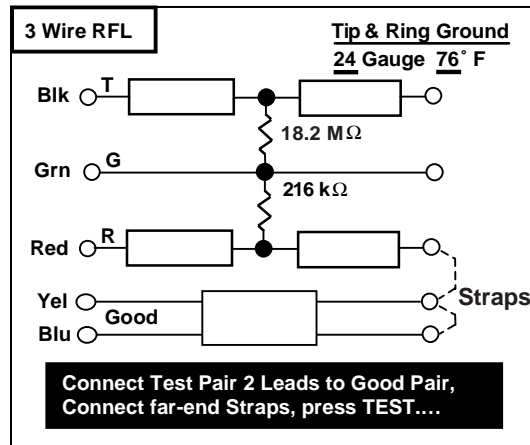 3 Wire RFL
Tip & Ring Ground
24 Gauge 76° F
Blk T
18.2 MΩ
Grn G
216 kΩ
Red R
Yel
Straps
Good
Blu
Connect Test Pair 2 Leads to Good Pair,
Connect far-end Straps, press TEST....